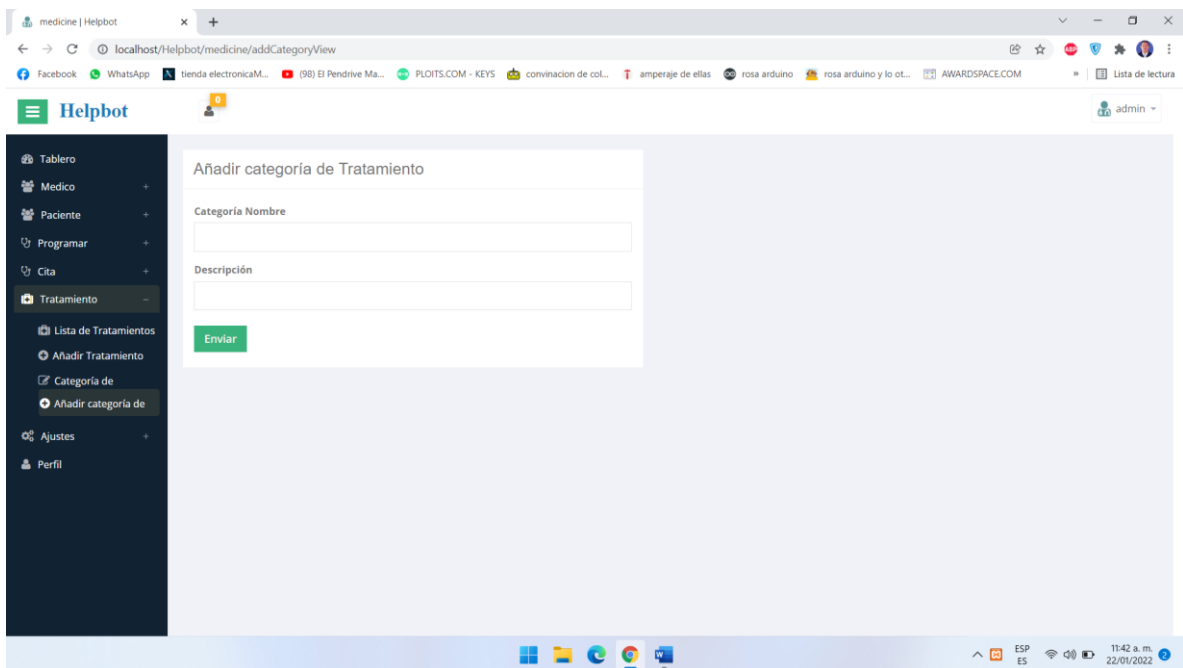 medicine | Helpbot
localhost/Helpbot/medicine/addCategoryView
ABP
Facebook WhatsApp tienda electronicaM... (98) El Pendrive Ma... PLOITS.COM - KEYS convinacion de col... amperaje de ellas rosa arduino rosa arduino y lo ot... AWARDSPACE.COM » Lista de lectura
Helpbot
0
admin
Tablero
Medico +
Paciente +
Programar +
Cita +
Tratamiento −
Lista de Tratamientos
Añadir Tratamiento
Categoría de
Añadir categoría de
Ajustes +
Perfil
Añadir categoría de Tratamiento
Categoría Nombre
Descripción
Enviar
ESP
ES
11:42 a. m.
22/01/2022
2